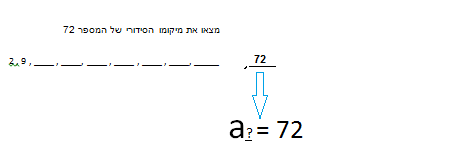 מצאו את מיקומו הסידורי של המספר 72
2, 9, ____, ____, ____, ____, ____, ____, ____ , 72
a? = 72